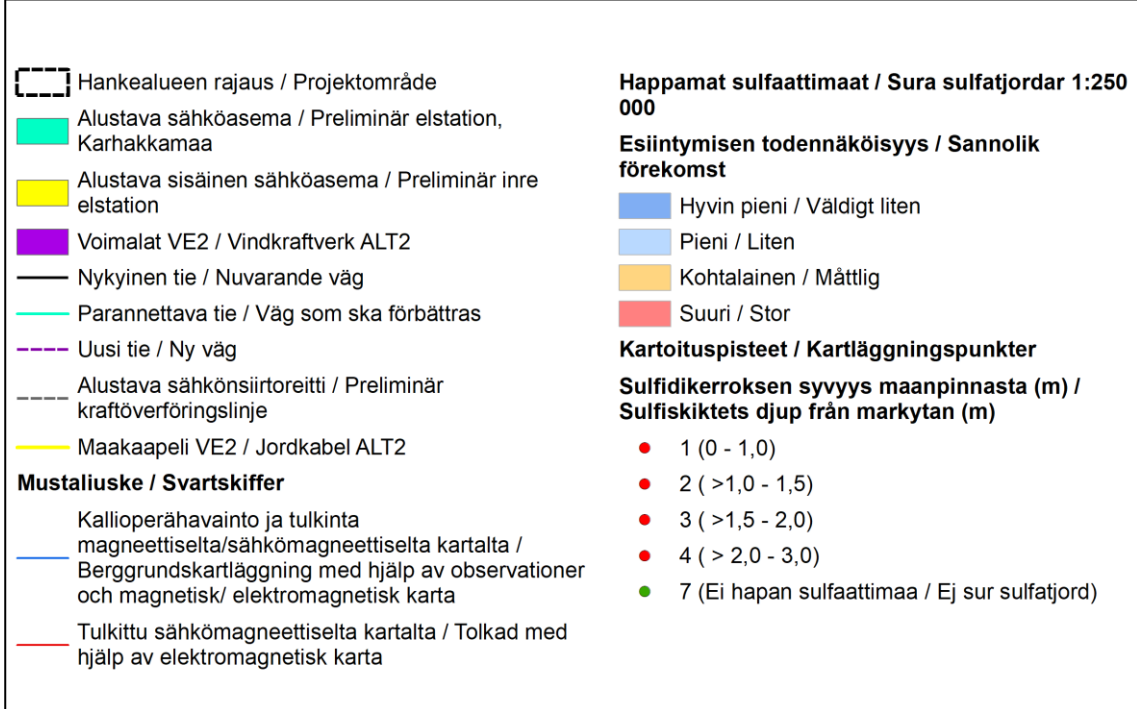 Hankealueen rajaus / Projektområde
Alustava sähköasema / Preliminär elstation,
Karhakkamaa
Alustava sisäinen sähköasema / Preliminär inre
elstation
Voimalat VE2 / Vindkraftverk ALT2
Nykyinen tie / Nuvarande väg
Parannettava tie / Väg som ska förbättras
Uusi tie / Ny väg
Alustava sähkönsiirtoreitti / Preliminär
kraftöverföringslinje
Maakaapeli VE2 / Jordkabel ALT2
Mustaliuske / Svartskiffer
Kallioperähavainto ja tulkinta
magneettiselta/sähkömagneettiselta kartalta /
Berggrundskartläggning med hjälp av observationer
och magnetisk/ elektromagnetisk karta
Tulkittu sähkömagneettiselta kartalta / Tolkad med
hjälp av elektromagnetisk karta
Happamat sulfaattimaat / Sura sulfatjordar 1:250
000
Esiintymisen todennäköisyys / Sannolik
förekomst
Hyvin pieni / Väldigt liten
Pieni / Liten
Kohtalainen / Måttlig
Suuri / Stor
Kartoituspisteet / Kartläggningspunkter
Sulfidikerroksen syvyys maanpinnasta (m) /
Sulfiskiktets djup från markytan (m)
1 (0 - 1,0)
2 ( >1,0 - 1,5)
3 ( >1,5 - 2,0)
4 ( > 2,0 - 3,0)
7 (Ei hapan sulfaattimaa / Ej sur sulfatjord)